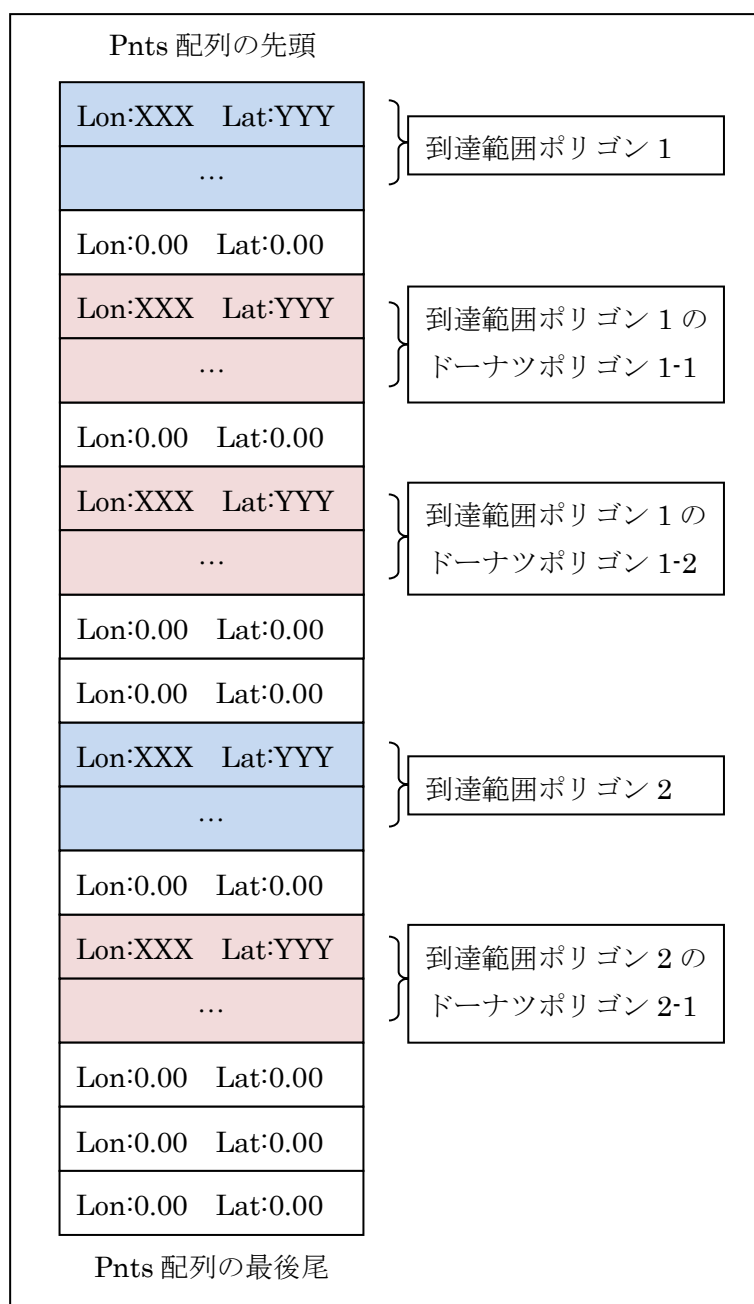 Pnts 配列の先頭
Lon:XXX Lat:YYY
到達範囲ポリゴン 1
…
Lon:0.00 Lat:0.00
Lon:XXX Lat:YYY
到達範囲ポリゴン 1 の
ドーナツポリゴン 1-1
…
Lon:0.00 Lat:0.00
Lon:XXX Lat:YYY
到達範囲ポリゴン 1 の
ドーナツポリゴン 1-2
…
Lon:0.00 Lat:0.00
Lon:0.00 Lat:0.00
Lon:XXX Lat:YYY
到達範囲ポリゴン 2
…
Lon:0.00 Lat:0.00
Lon:XXX Lat:YYY
到達範囲ポリゴン 2 の
ドーナツポリゴン 2-1
…
Lon:0.00 Lat:0.00
Lon:0.00 Lat:0.00
Lon:0.00 Lat:0.00
Pnts 配列の最後尾